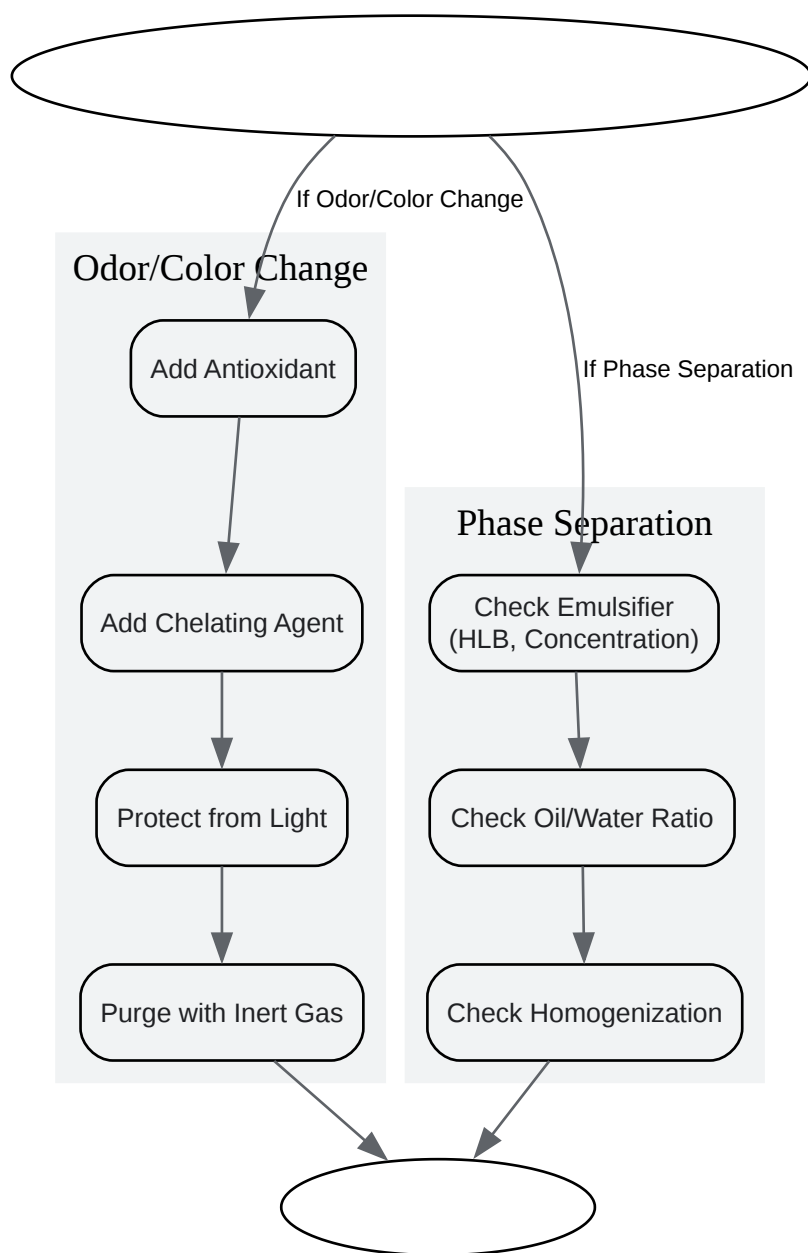 If Odor/Color Change
Odor/Color Change
Add Antioxidant
If Phase Separation
Phase Separation
Add Chelating Agent
Check Emulsifier
(HLB, Concentration)
Protect from Light
Check Oil/Water Ratio
Purge with Inert Gas
Check Homogenization